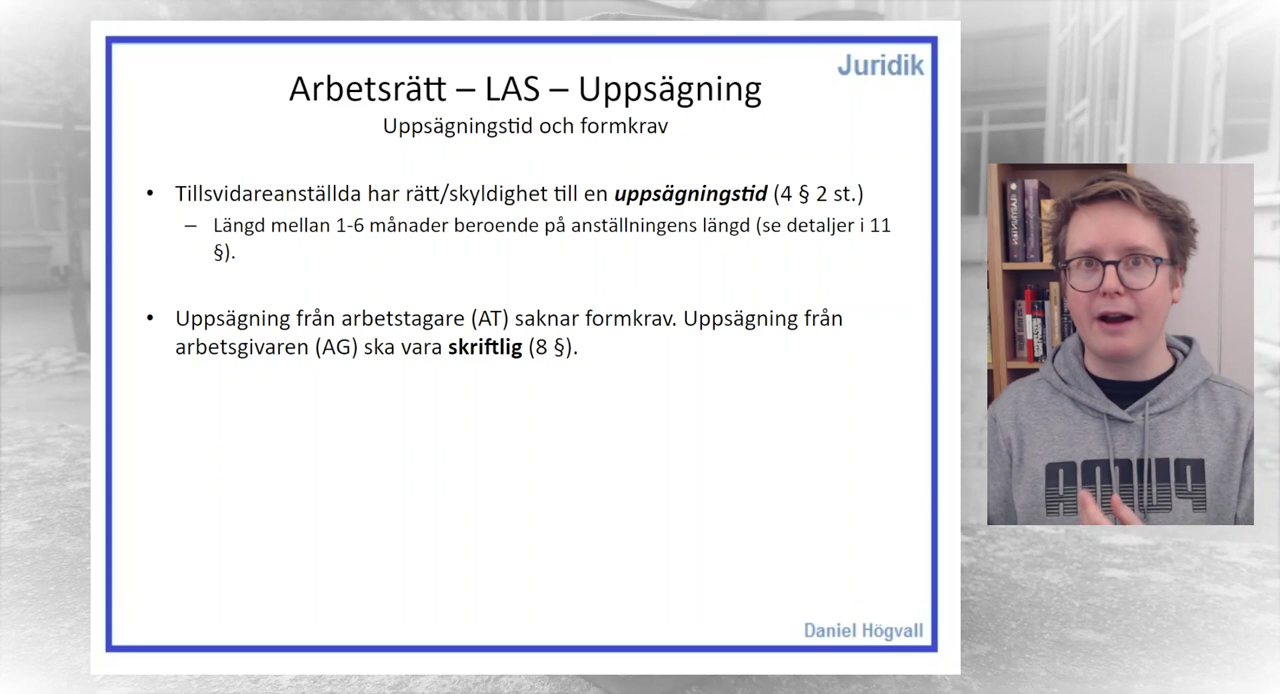 Juridik
Arbetsrätt – LAS – Uppsägning
Uppsägningstid och formkrav
• Tillsvidareanställda har rätt/skyldighet till en uppsägningstid (4 § 2 st.)
– Längd mellan 1-6 månader beroende på anställningens längd (se detaljer i 11
§).
• Uppsägning från arbetstagare (AT) saknar formkrav. Uppsägning från
arbetsgivaren (AG) ska vara skriftlig (8 §).
Daniel Högvall